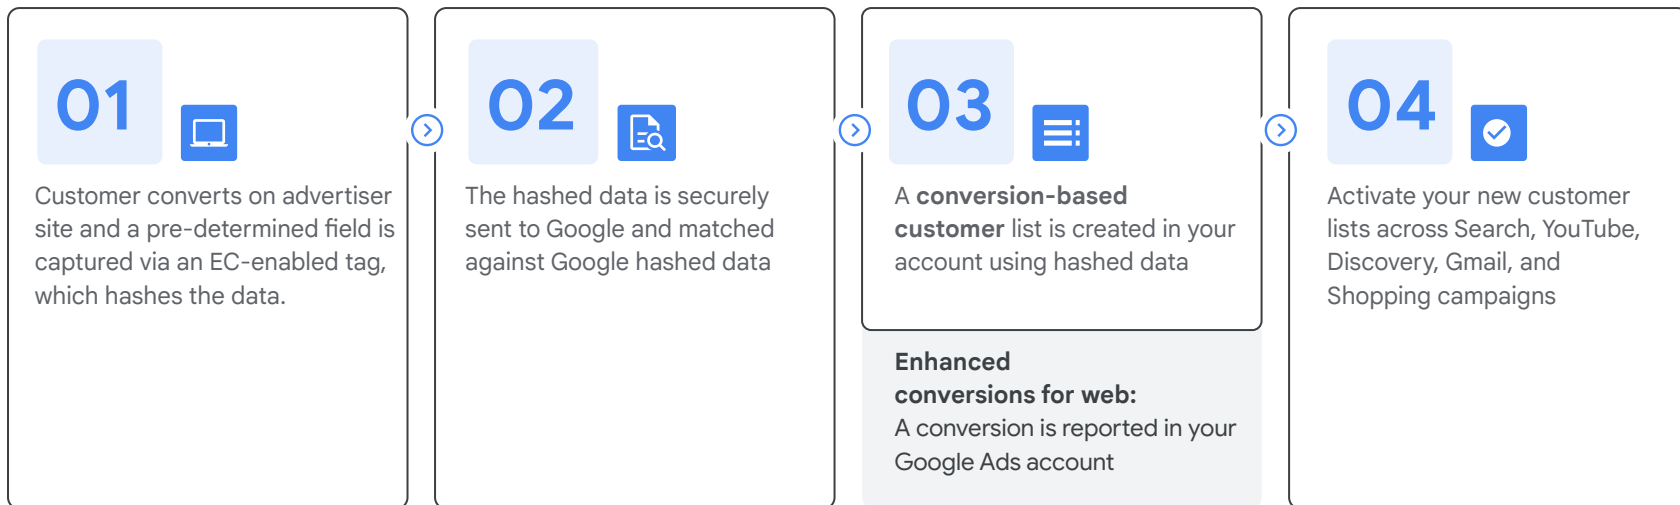 01
Customer converts on advertiser
site and a pre-determined field is
captured via an EC-enabled tag,
which hashes the data.
02
The hashed data is securely
sent to Google and matched
against Google hashed data
03
A conversion-based
customer list is created in your
account using hashed data
Enhanced
conversions for web:
A conversion is reported in your
Google Ads account
04
Activate your new customer
lists across Search, YouTube,
Discovery, Gmail, and
Shopping campaigns